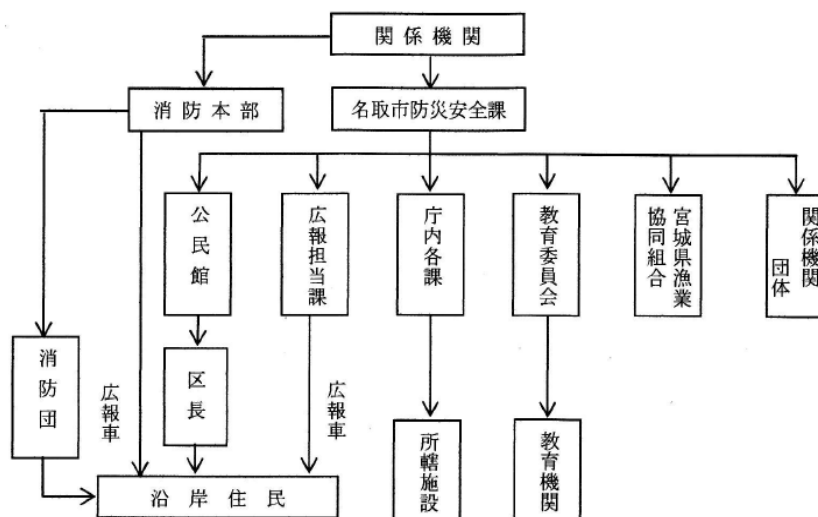 関係機関
消防本部
名取市防災安全課
公民館
広報担当課
庁内各課
教育委員会
宮城県漁業
協同組合
関係機関
団体
消防団
広報車
区長
広報車
所轄施設
教育機関
沿岸住民